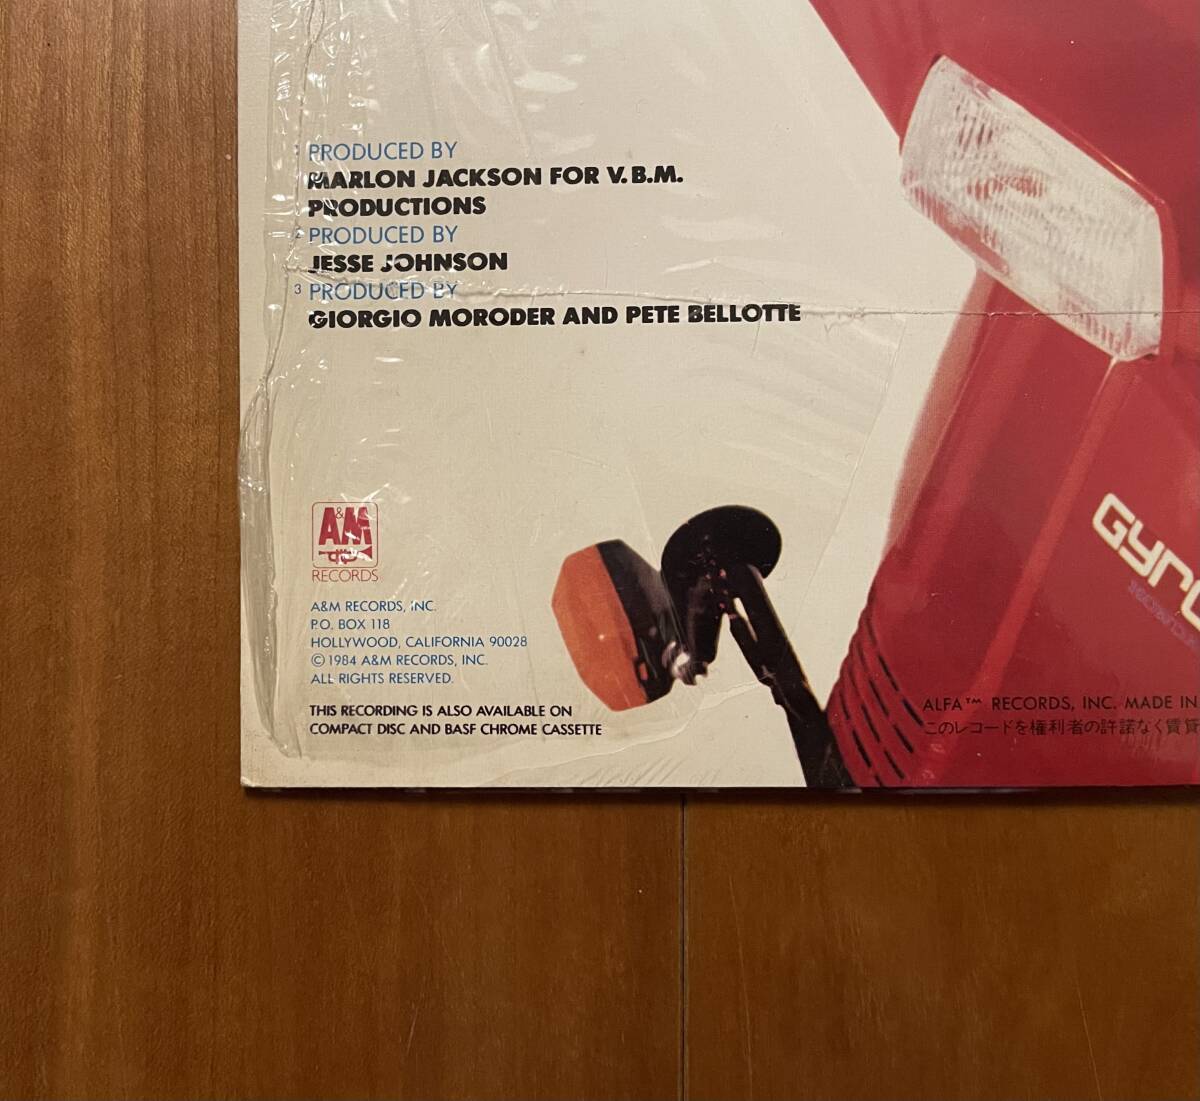 1 PRODUCED BY
MARLON JACKSON FOR V.B.M.
PRODUCTIONS
2 PRODUCED BY
JESSE JOHNSON
3 PRODUCED BY
GIORGIO MORODER AND PETE BELLOTTE
A&M
RECORDS
A&M RECORDS, INC.
P.O. BOX 118
HOLLYWOOD, CALIFORNIA 90028
© 1984 A&M RECORDS, INC.
ALL RIGHTS RESERVED.
THIS RECORDING IS ALSO AVAILABLE ON
COMPACT DISC AND BASF CHROME CASSETTE
Gyro
ALFA™ RECORDS, INC. MADE IN
このレコードを権利者の許諾なく賃貸